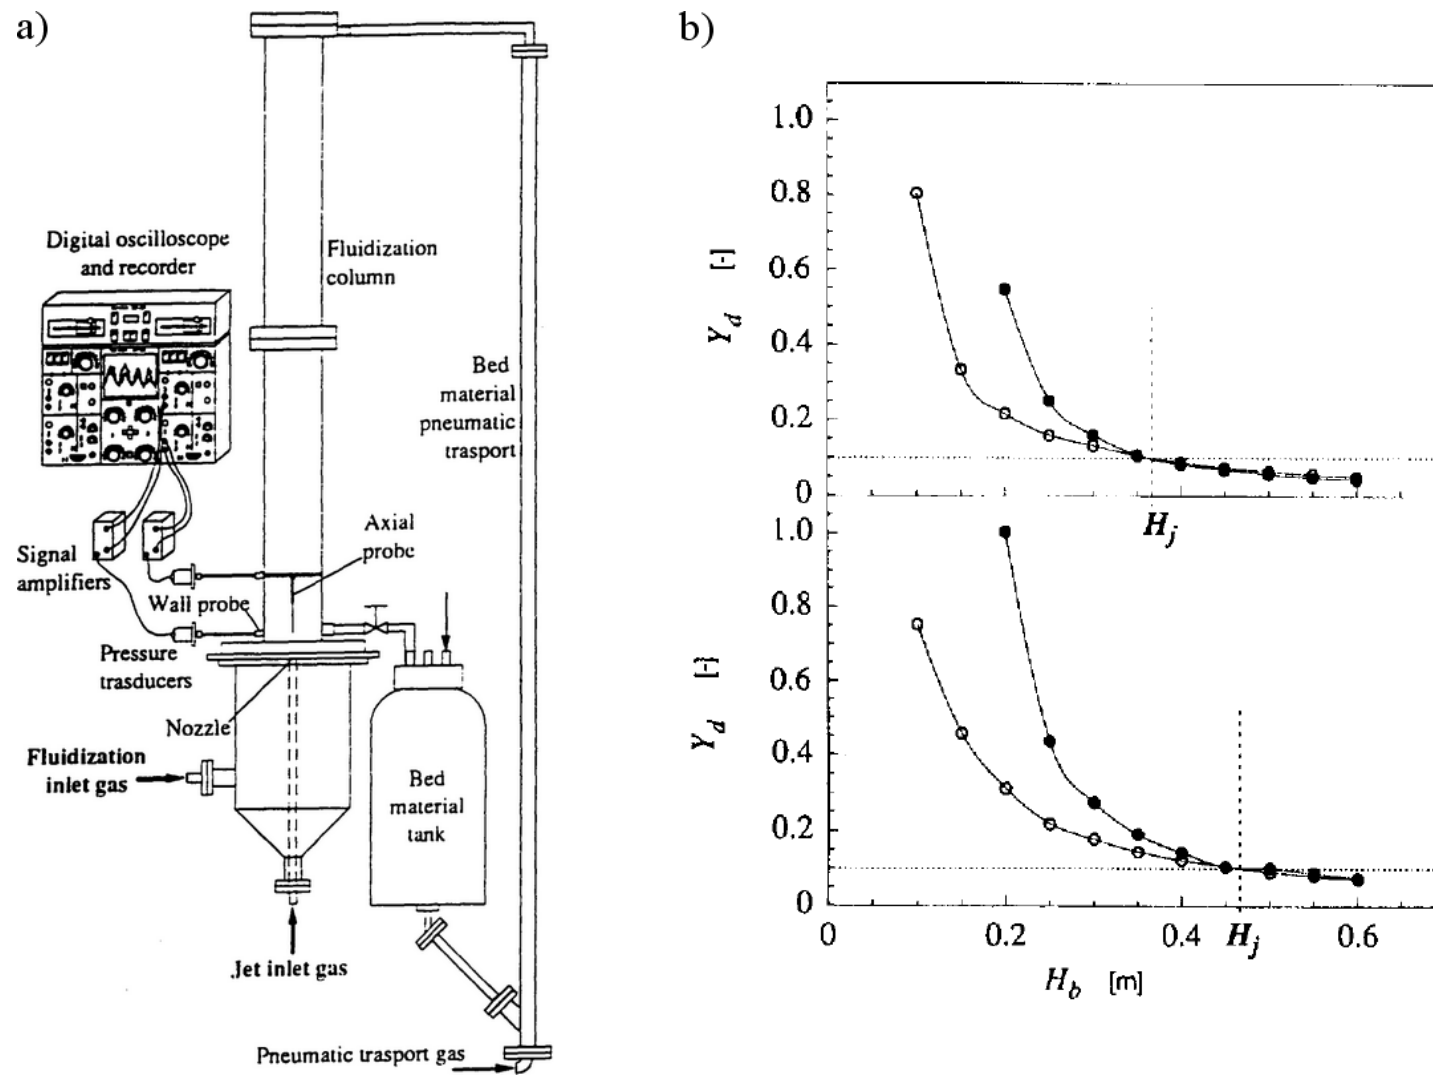 a)
Digital oscilloscope
and recorder
Fluidization
column
Bed
material
pneumatic
trasport
Axial
probe
Signal
amplifiers
Wall probe
Pressure
trasducers
Nozzle
Fluidization
inlet gas
Bed
material
tank
Jet inlet gas
Pneumatic trasport gas
b)
1.0
0.8
0.6
0.4
0.2
0
Y_d [-]
H_j
1.0
0.8
0.6
0.4
0.2
0
Y_d [-]
0 0.2 0.4 H_j 0.6
H_b [m]